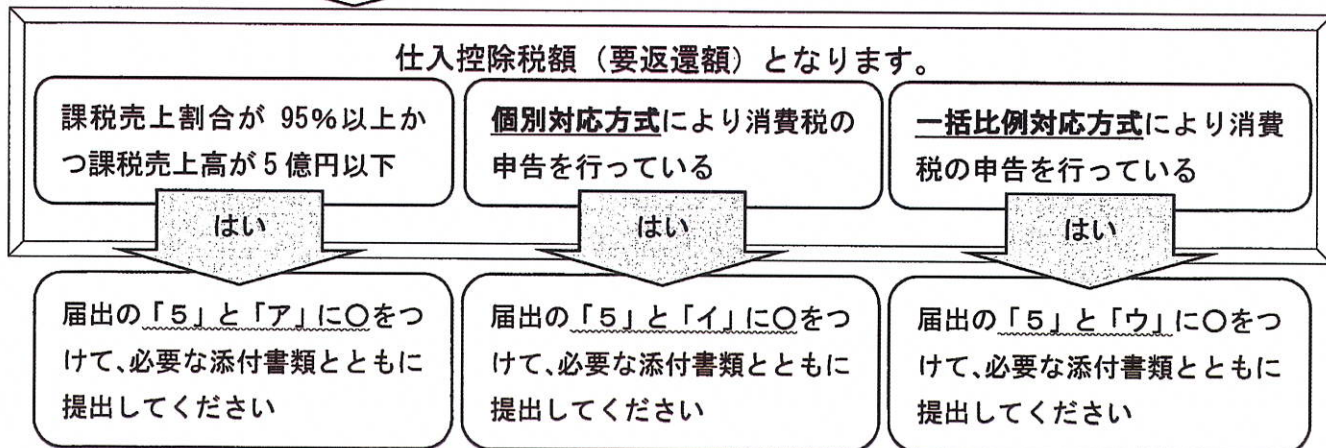 仕入控除税額（要返還額）となります。
課税売上割合が 95%以上か
つ課税売上高が５億円以下
個別対応方式により消費税の
申告を行っている
一括比例対応方式により消費
税の申告を行っている
はい
はい
はい
届出の「５」と「ア」に○をつ
けて、必要な添付書類とともに
提出してください
届出の「５」と「イ」に○をつ
けて、必要な添付書類とともに
提出してください
届出の「５」と「ウ」に○をつ
けて、必要な添付書類とともに
提出してください